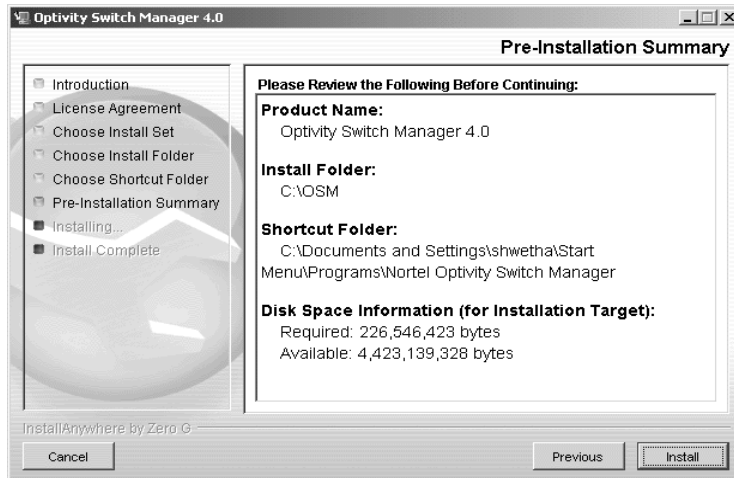 Optivity Switch Manager 4.0
Pre-Installation Summary
Introduction
License Agreement
Choose Install Set
Choose Install Folder
Choose Shortcut Folder
Pre-Installation Summary
Installing...
Install Complete
Please Review the Following Before Continuing:
Product Name:
Optivity Switch Manager 4.0
Install Folder:
C:\OSM
Shortcut Folder:
C:\Documents and Settings\shwetha\Start
Menu\Programs\Nortel Optivity Switch Manager
Disk Space Information (for Installation Target):
Required: 226,546,423 bytes
Available: 4,423,139,328 bytes
InstallAnywhere by Zero G
Cancel
Previous
Install